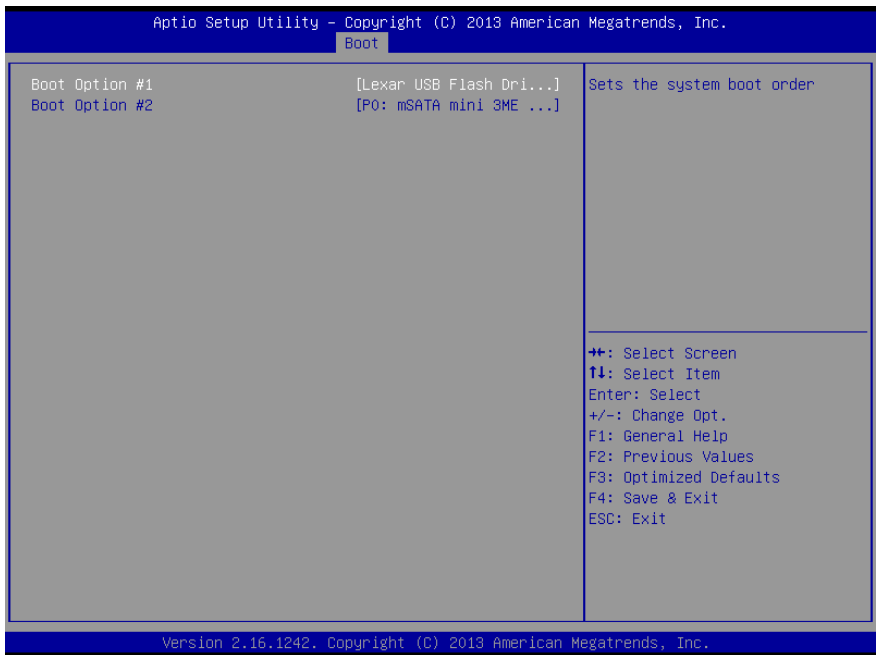 Aptio Setup Utility – Copyright (C) 2013 American Megatrends, Inc.
Boot
Boot Option #1 [Lexar USB Flash Dri...]
Boot Option #2 [P0: mSATA mini 3ME ...]
Sets the system boot order
→←: Select Screen
↑↓: Select Item
Enter: Select
+/-: Change Opt.
F1: General Help
F2: Previous Values
F3: Optimized Defaults
F4: Save & Exit
ESC: Exit
Version 2.16.1242. Copyright (C) 2013 American Megatrends, Inc.